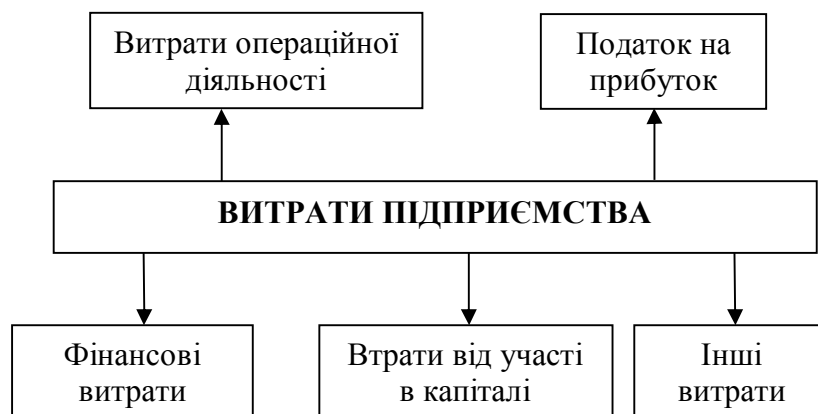 Витрати операційної
діяльності
Податок на
прибуток
ВИТРАТИ ПІДПРИЄМСТВА
Фінансові
витрати
Втрати від участі
в капіталі
Інші
витрати